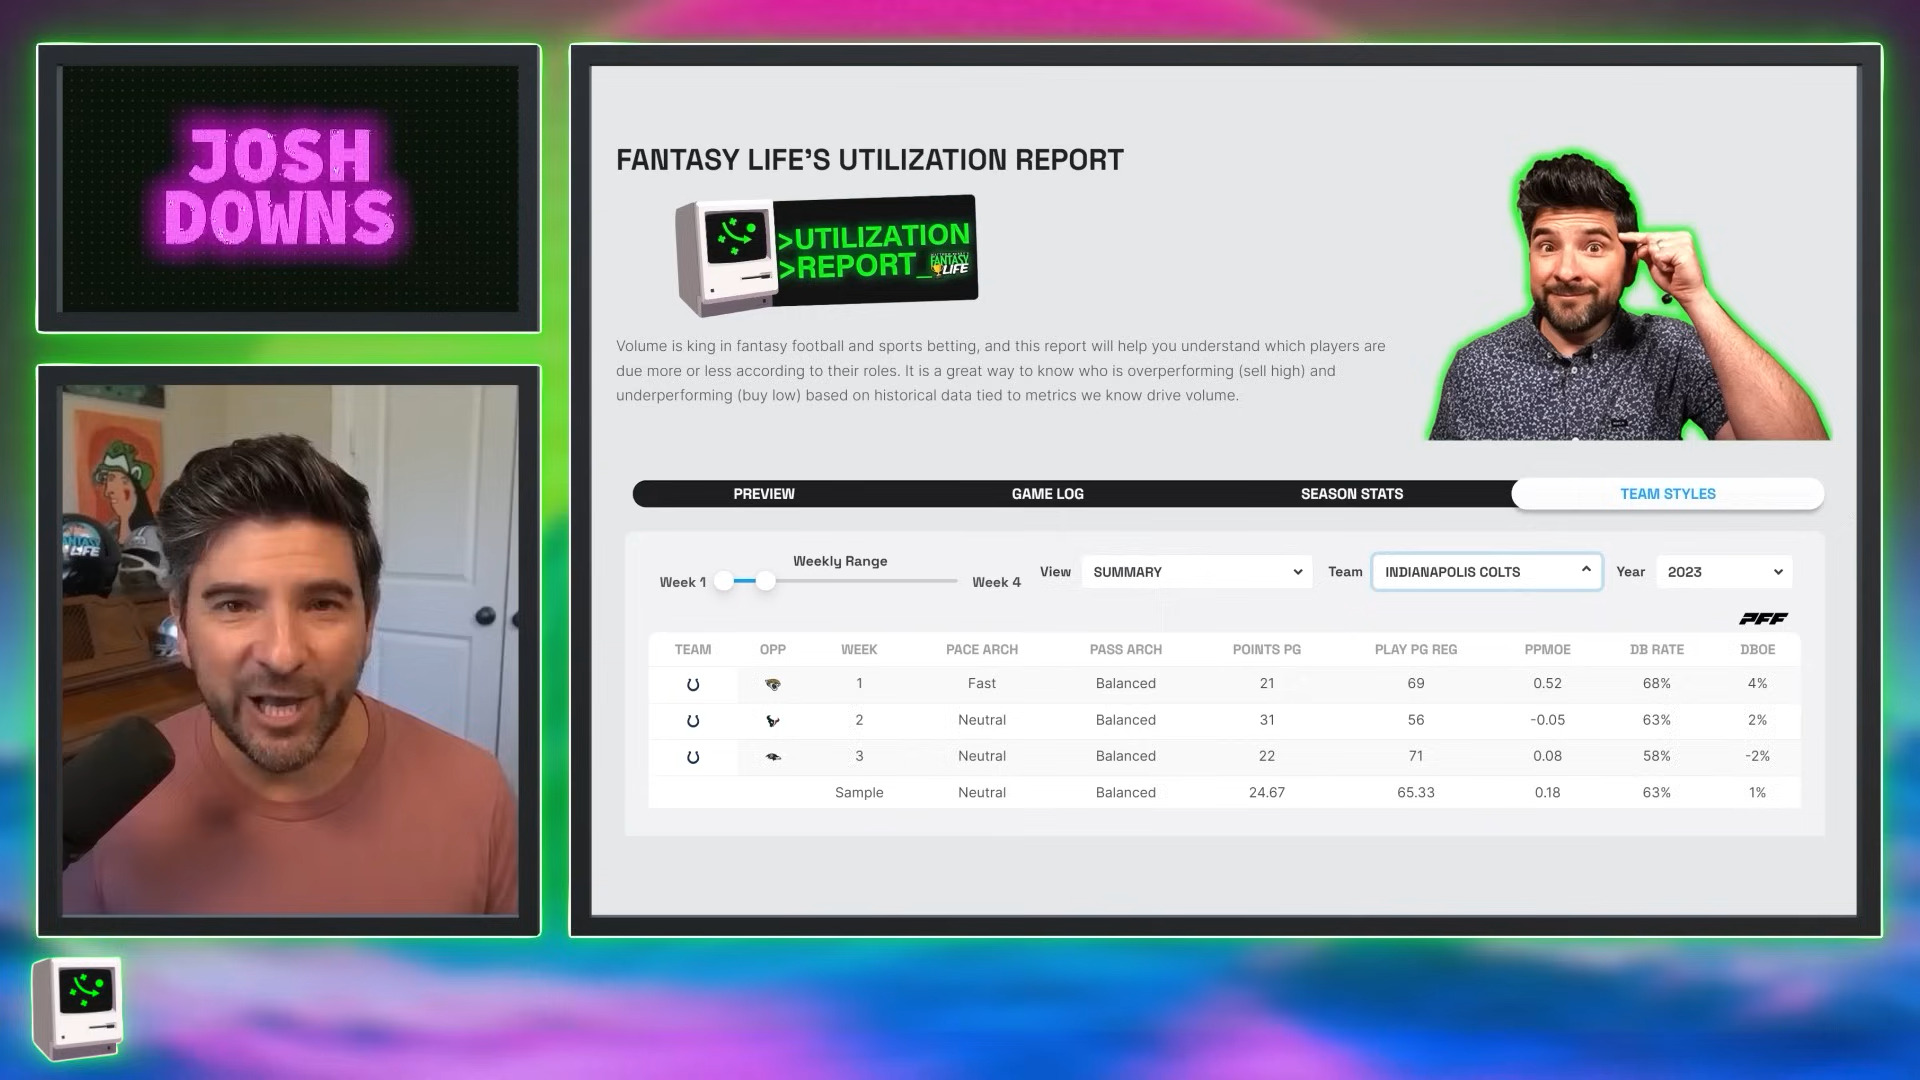 JOSH
DOWNS
FANTASY LIFE
FANTASY LIFE'S UTILIZATION REPORT
>UTILIZATION
>REPORT_
FANTASY
LIFE
Volume is king in fantasy football and sports betting, and this report will help you understand which players are
due more or less according to their roles. It is a great way to know who is overperforming (sell high) and
underperforming (buy low) based on historical data tied to metrics we know drive volume.
PREVIEW GAME LOG SEASON STATS TEAM STYLES
Weekly Range
Week 1 Week 4 View SUMMARY Team INDIANAPOLIS COLTS Year 2023
PFF
TEAM OPP WEEK PACE ARCH PASS ARCH POINTS PG PLAY PG REG PPMOE DB RATE DBOE
1 Fast Balanced 21 69 0.52 68% 4%
2 Neutral Balanced 31 56 -0.05 63% 2%
3 Neutral Balanced 22 71 0.08 58% -2%
Sample Neutral Balanced 24.67 65.33 0.18 63% 1%